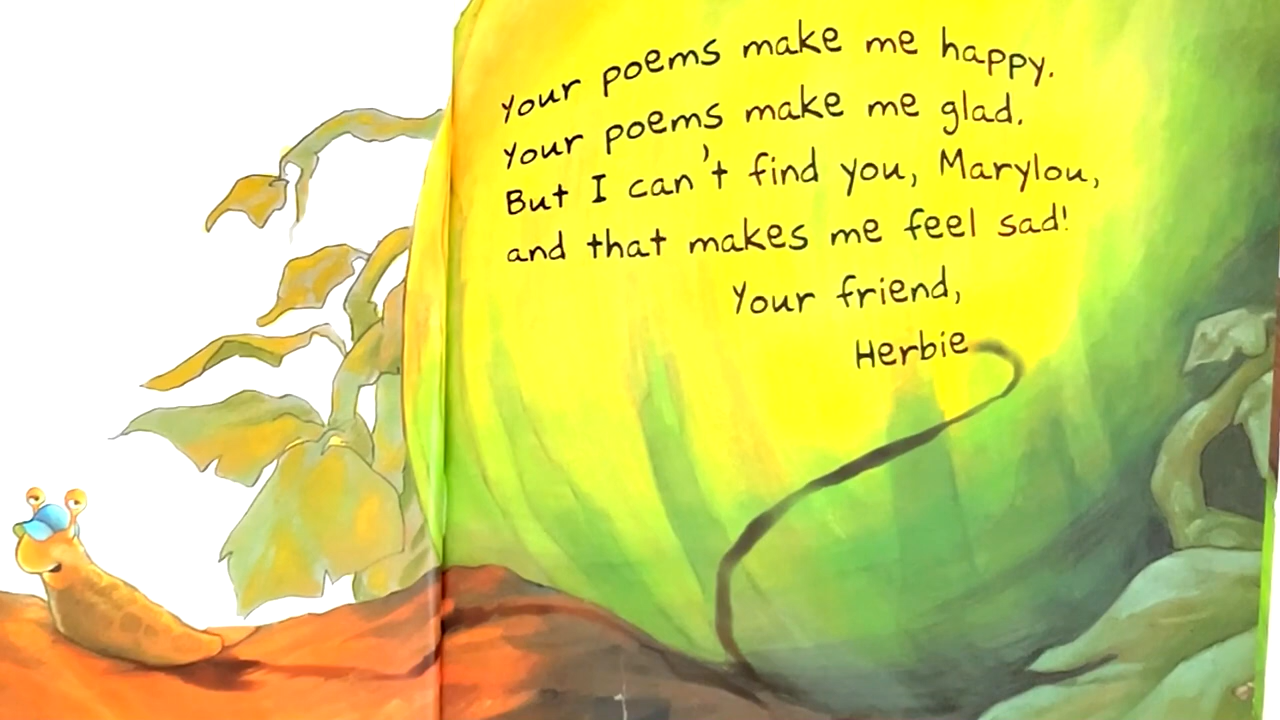 Your poems make me happy.
Your poems make me glad.
But I can't find you, Marylou,
and that makes me feel sad!
Your friend,
Herbie